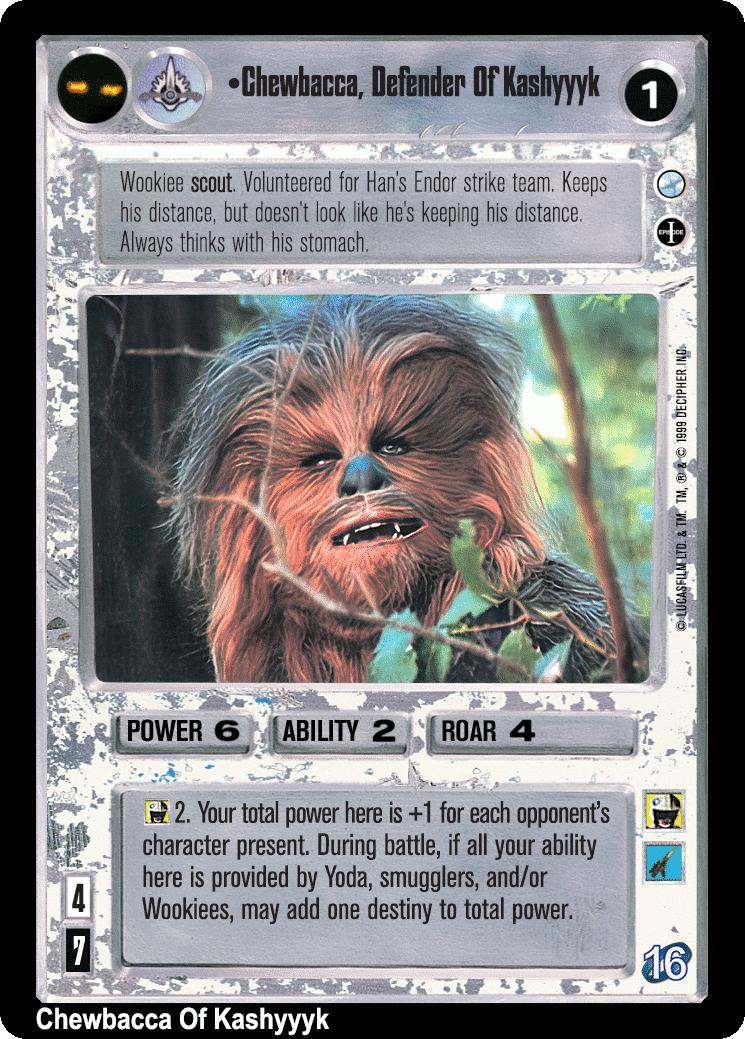 •Chewbacca, Defender Of Kashyyyk
1
Wookiee scout. Volunteered for Han's Endor strike team. Keeps
his distance, but doesn't look like he's keeping his distance.
Always thinks with his stomach.
EPISODE
I
© LUCASFILM LTD. & TM. TM, ® & © 1999 DECIPHER INC.
POWER 6
ABILITY 2
ROAR 4
2. Your total power here is +1 for each opponent's
character present. During battle, if all your ability
here is provided by Yoda, smugglers, and/or
Wookiees, may add one destiny to total power.
4
7
16
Chewbacca Of Kashyyyk